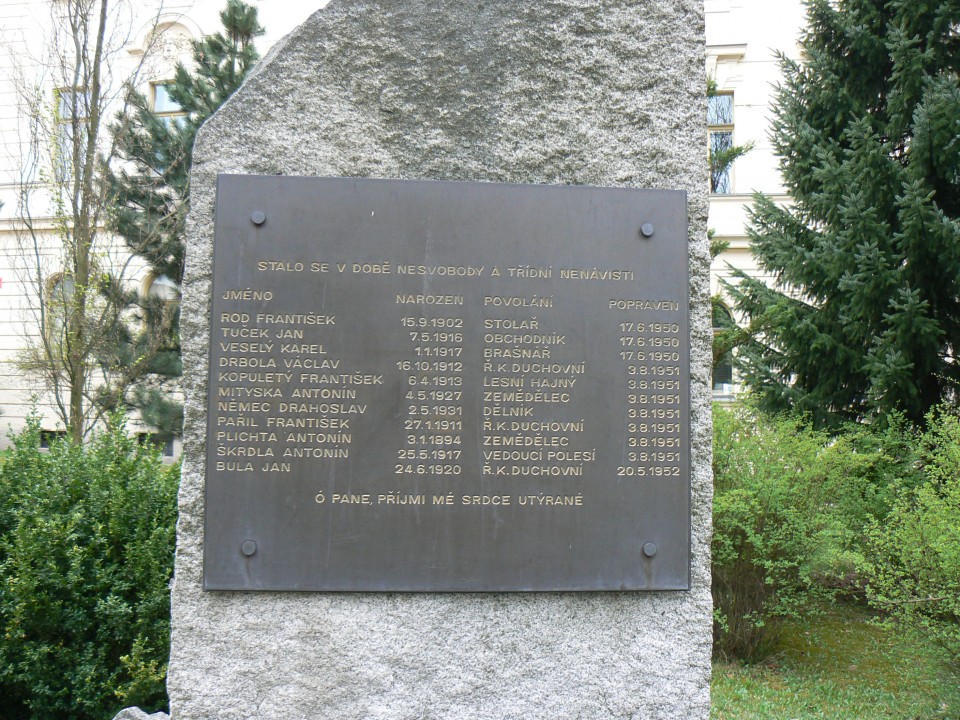 STALO SE V DOBĚ NESVOBODY A TŘÍDNÍ NENÁVISTI
JMÉNO NAROZEN POVOLÁNÍ POPRAVEN
ROD FRANTIŠEK 15.9.1902 STOLAŘ 17.6.1950
TUČEK JAN 7.5.1916 OBCHODNÍK 17.6.1950
VESELÝ KAREL 1.1.1917 BRAŠNÁŘ 17.6.1950
DRBOLA VÁCLAV 16.10.1912 Ř.K.DUCHOVNÍ 3.8.1951
KOPULETÝ FRANTIŠEK 6.4.1913 LESNÍ HAJNÝ 3.8.1951
MITYSKA ANTONÍN 4.5.1927 ZEMĚDĚLEC 3.8.1951
NĚMEC DRAHOSLAV 2.5.1931 DĚLNÍK 3.8.1951
PAŘIL FRANTIŠEK 27.1.1911 Ř.K.DUCHOVNÍ 3.8.1951
PLICHTA ANTONÍN 3.1.1894 ZEMĚDĚLEC 3.8.1951
ŠKRDLA ANTONÍN 25.5.1917 VEDOUCÍ POLESÍ 3.8.1951
BULA JAN 24.6.1920 Ř.K.DUCHOVNÍ 20.5.1952
Ó PANE, PŘÍJMI MÉ SRDCE UTÝRANÉ